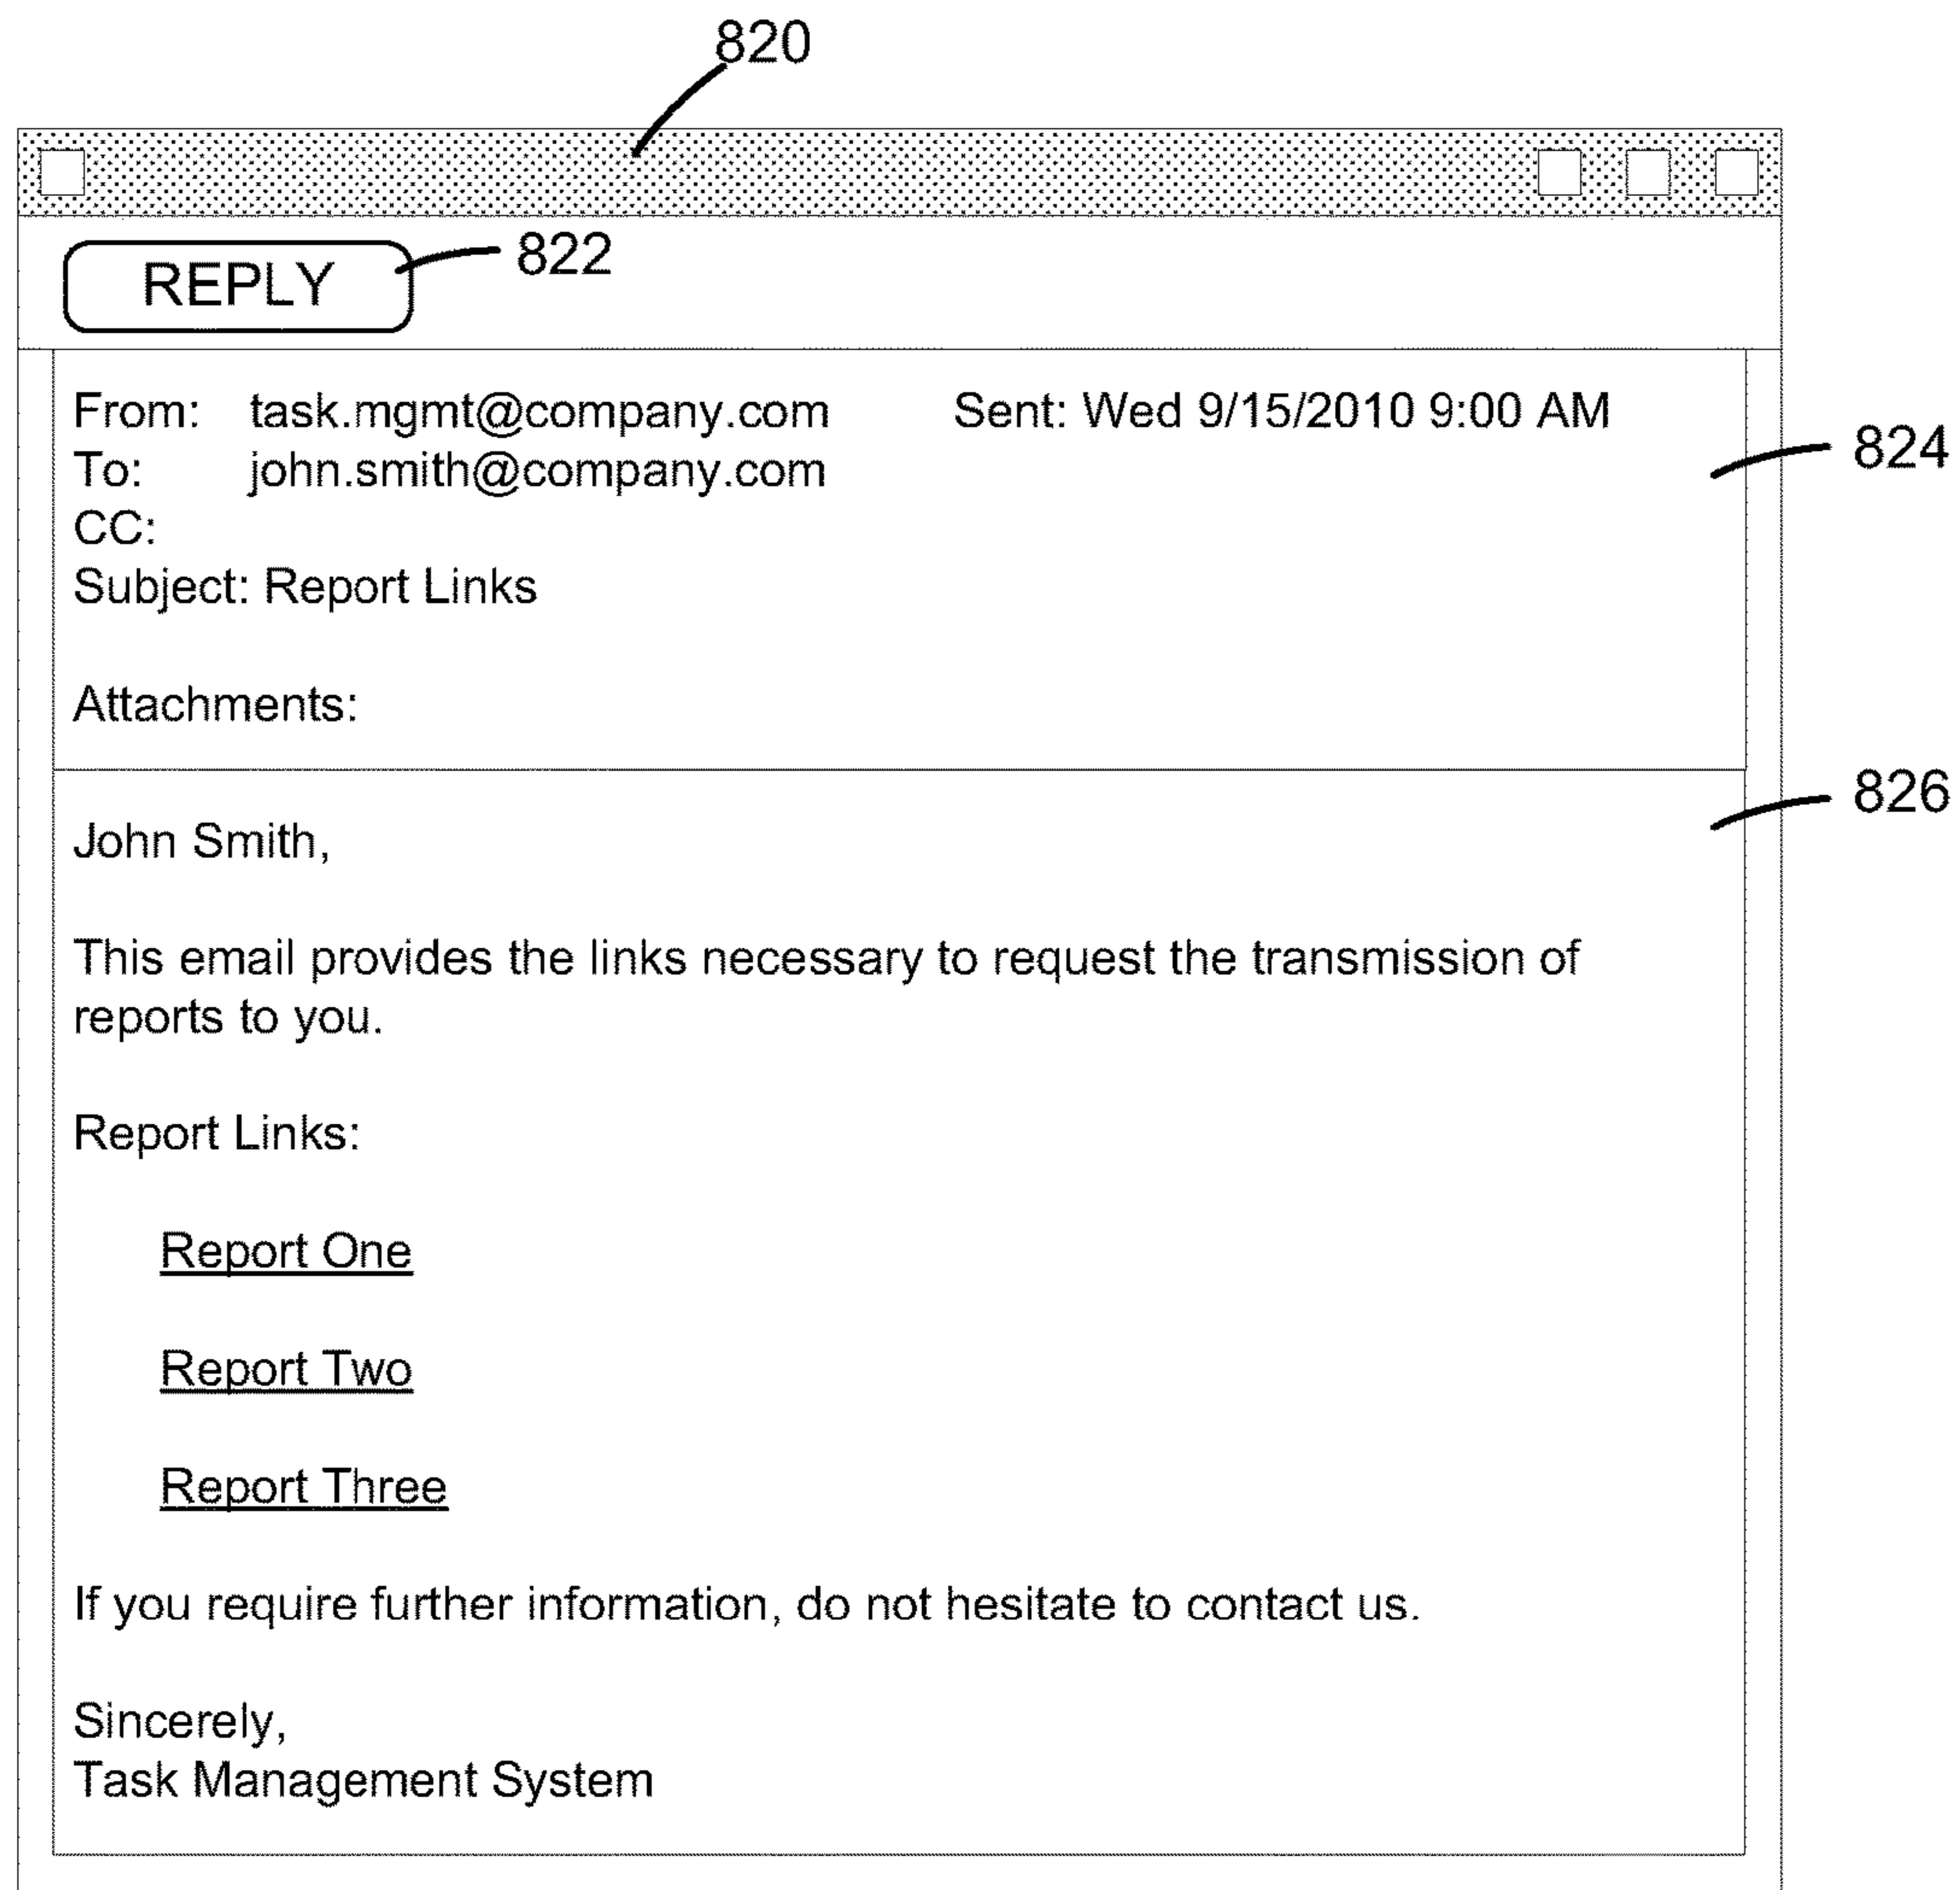 820
REPLY 822
From: task.mgmt@company.com Sent: Wed 9/15/2010 9:00 AM
824
To: john.smith@company.com
CC:
Subject: Report Links
Attachments:
826
John Smith,
This email provides the links necessary to request the transmission of
reports to you.
Report Links:
Report One
Report Two
Report Three
If you require further information, do not hesitate to contact us.
Sincerely,
Task Management System